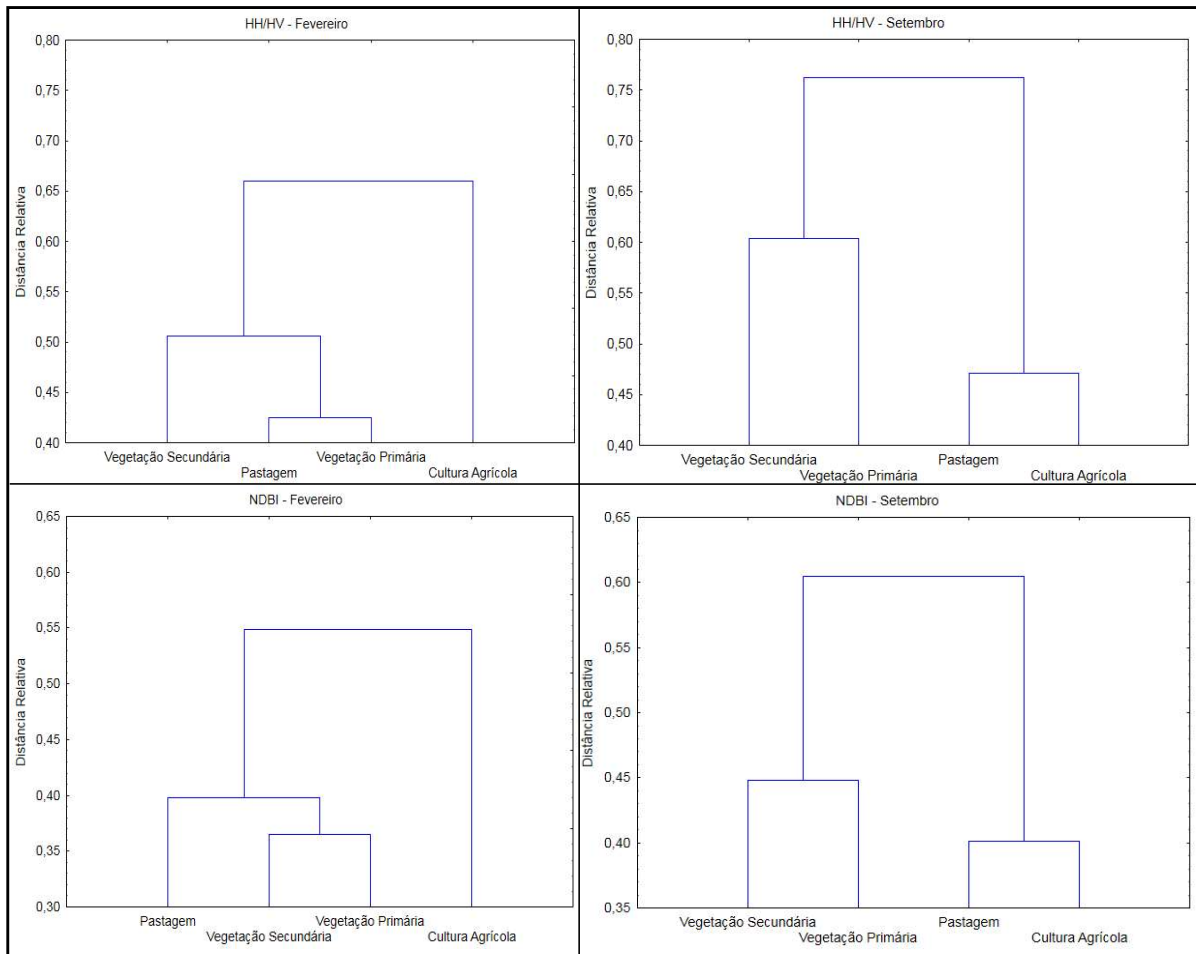 HH/HV - Fevereiro
0,80
0,75
0,70
0,65
0,60
0,55
0,50
0,45
0,40
Distância Relativa
Vegetação Secundária
Vegetação Primária
Pastagem
Cultura Agrícola
HH/HV - Setembro
0,80
0,75
0,70
0,65
0,60
0,55
0,50
0,45
0,40
Distância Relativa
Vegetação Secundária
Pastagem
Vegetação Primária
Cultura Agrícola
NDBI - Fevereiro
0,65
0,60
0,55
0,50
0,45
0,40
0,35
0,30
Distância Relativa
Pastagem
Vegetação Primária
Vegetação Secundária
Cultura Agrícola
NDBI - Setembro
0,65
0,60
0,55
0,50
0,45
0,40
0,35
Distância Relativa
Vegetação Secundária
Pastagem
Vegetação Primária
Cultura Agrícola